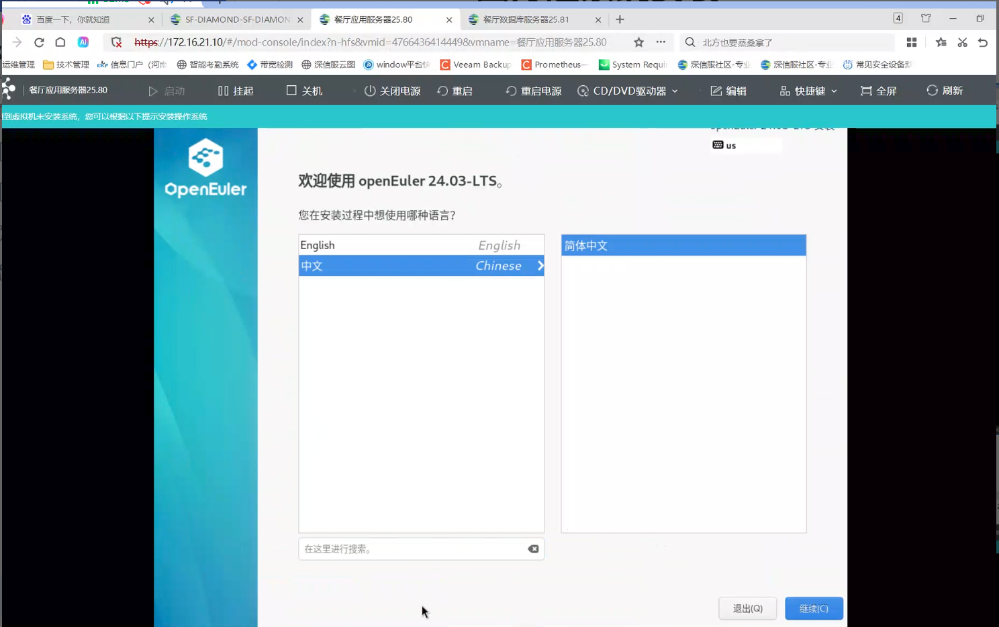 百度一下，你就知道
SF-DIAMOND-SF-DIAMON
餐厅应用服务器25.80
餐厅数据库服务器25.81
4
AI
https://172.16.21.10/#/mod-console/index?n-hfs&vmid=4766436414449&vmname=餐厅应用服务器25.80
北方也要蒸桑拿了
运维管理
技术管理
信息门户（河南
智能考勤系统
带宽检测
深信服云图
window平台快
Veeam Backup
Prometheus—
System Requi
深信服社区-专业
深信服社区-专业
常见安全设备默
餐厅应用服务器25.80
启动
挂起
关机
关闭电源
重启
重启电源
CD/DVD驱动器
编辑
快捷键
全屏
刷新
到虚拟机未安装系统，您可以根据以下提示安装操作系统
OpenEuler
us
欢迎使用 openEuler 24.03-LTS。
您在安装过程中想使用哪种语言？
English English
中文 Chinese
简体中文
在这里进行搜索。
退出(Q)
继续(C)